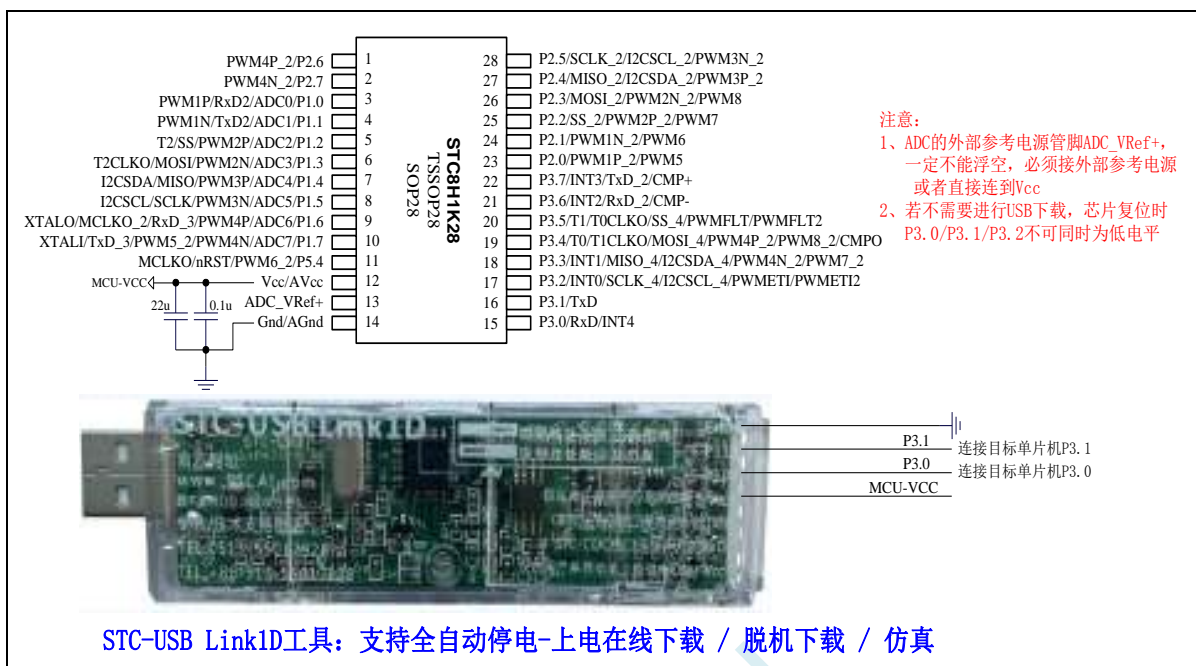 PWM4P_2/P2.6 1 28 P2.5/SCLK_2/I2CSCL_2/PWM3N_2
PWM4N_2/P2.7 2 27 P2.4/MISO_2/I2CSDA_2/PWM3P_2
PWM1P/RxD2/ADC0/P1.0 3 26 P2.3/MOSI_2/PWM2N_2/PWM8
PWM1N/TxD2/ADC1/P1.1 4 25 P2.2/SS_2/PWM2P_2/PWM7
T2/SS/PWM2P/ADC2/P1.2 5 24 P2.1/PWM1N_2/PWM6
T2CLKO/MOSI/PWM2N/ADC3/P1.3 6 23 P2.0/PWM1P_2/PWM5
I2CSDA/MISO/PWM3P/ADC4/P1.4 7 22 P3.7/INT3/TxD_2/CMP+
I2CSCL/SCLK/PWM3N/ADC5/P1.5 8 21 P3.6/INT2/RxD_2/CMP-
XTALO/MCLKO_2/RxD_3/PWM4P/ADC6/P1.6 9 20 P3.5/T1/T0CLKO/SS_4/PWMFLT/PWMFLT2
XTALI/TxD_3/PWM5_2/PWM4N/ADC7/P1.7 10 19 P3.4/T0/T1CLKO/MOSI_4/PWM4P_2/PWM8_2/CMPO
MCLKO/nRST/PWM6_2/P5.4 11 18 P3.3/INT1/MISO_4/I2CSDA_4/PWM4N_2/PWM7_2
MCU-VCC Vcc/AVcc 12 17 P3.2/INT0/SCLK_4/I2CSCL_4/PWMETI/PWMETI2
ADC_VRef+ 13 16 P3.1/TxD
Gnd/AGnd 14 15 P3.0/RxD/INT4
22u 0.1u
STC8H1K28
TSSOP28
SOP28
注意:
1、ADC的外部参考电源管脚ADC_VRef+,
一定不能浮空，必须接外部参考电源
或者直接连到Vcc
2、若不需要进行USB下载，芯片复位时
P3.0/P3.1/P3.2不可同时为低电平
STC-USB Link1D
P3.1 连接目标单片机P3.1
P3.0 连接目标单片机P3.0
MCU-VCC
STC-USB Link1D工具: 支持全自动停电-上电在线下载 / 脱机下载 / 仿真